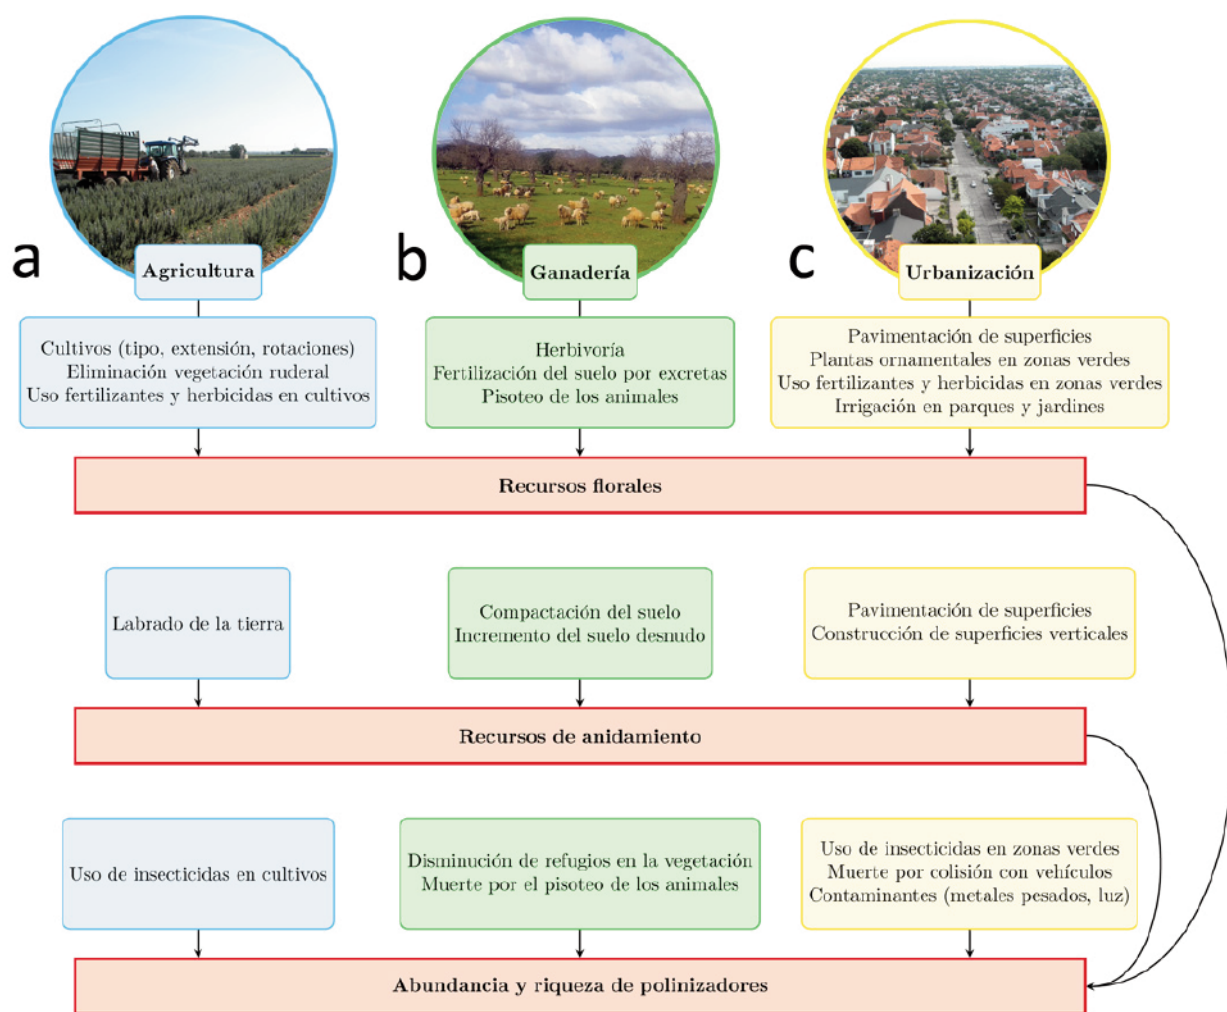 a
Agricultura
b
Ganadería
c
Urbanización
Cultivos (tipo, extensión, rotaciones)
Eliminación vegetación ruderal
Uso fertilizantes y herbicidas en cultivos
Herbivoría
Fertilización del suelo por excretas
Pisoteo de los animales
Pavimentación de superficies
Plantas ornamentales en zonas verdes
Uso fertilizantes y herbicidas en zonas verdes
Irrigación en parques y jardines
Recursos florales
Labrado de la tierra
Compactación del suelo
Incremento del suelo desnudo
Pavimentación de superficies
Construcción de superficies verticales
Recursos de anidamiento
Uso de insecticidas en cultivos
Disminución de refugios en la vegetación
Muerte por el pisoteo de los animales
Uso de insecticidas en zonas verdes
Muerte por colisión con vehículos
Contaminantes (metales pesados, luz)
Abundancia y riqueza de polinizadores